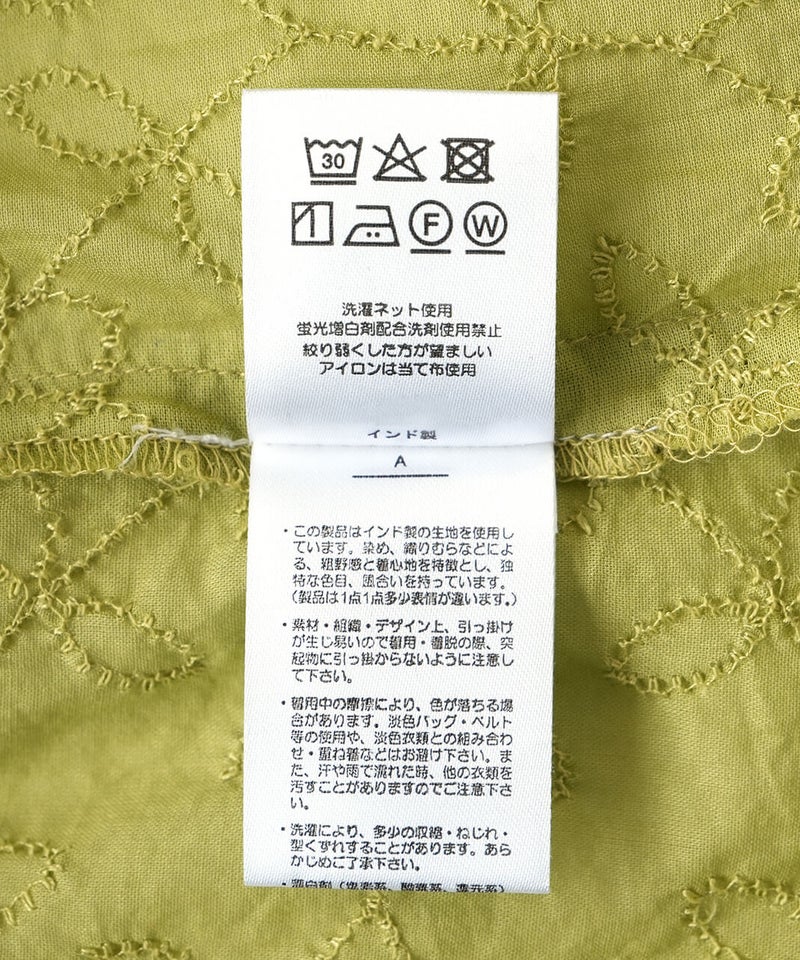 30
F W
洗濯ネット使用
蛍光増白剤配合洗剤使用禁止
絞り弱くした方が望ましい
アイロンは当て布使用
インド製
A
・この製品はインド製の生地を使用し
ています。染め、織りむらなどによ
る、粗野感と着心地を特徴とし、独
特な色目、風合いを持っています。
(製品は1点1点多少表情が違います。)
・素材・組織・デザイン上、引っ掛け
が生じ易いので着用・着脱の際、突
起物に引っ掛からないように注意し
て下さい。
・着用中の摩擦により、色が落ちる場
合があります。淡色バッグ・ベルト
等の使用や、淡色衣類との組み合わ
せ・重ね着などはお避け下さい。ま
た、汗や雨で濡れた時、他の衣類を
汚すことがありますのでご注意下さ
い。
・洗濯により、多少の収縮・ねじれ・
型くずれすることがあります。あら
かじめご了承下さい。
・漂白剤(塩素系、酸素系、還元系)